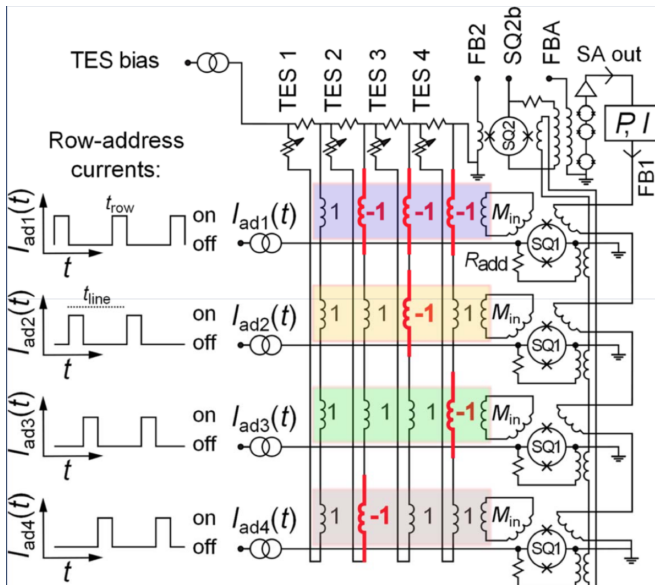 TES bias
TES 1
TES 2
TES 3
TES 4
FB2
SQ2b
FBA
SA out
SQ2
P, I
FB1
Row-address
currents:
I_ad1(t)
t_row
t
on
off
I_ad1(t)
1 -1 -1 -1
M_in
R_add
SQ1
I_ad2(t)
t_line
t
on
off
I_ad2(t)
1 1 -1 1
M_in
SQ1
I_ad3(t)
t
on
off
I_ad3(t)
1 1 1 -1
M_in
SQ1
I_ad4(t)
t
on
off
I_ad4(t)
1 -1 1 1
M_in
SQ1